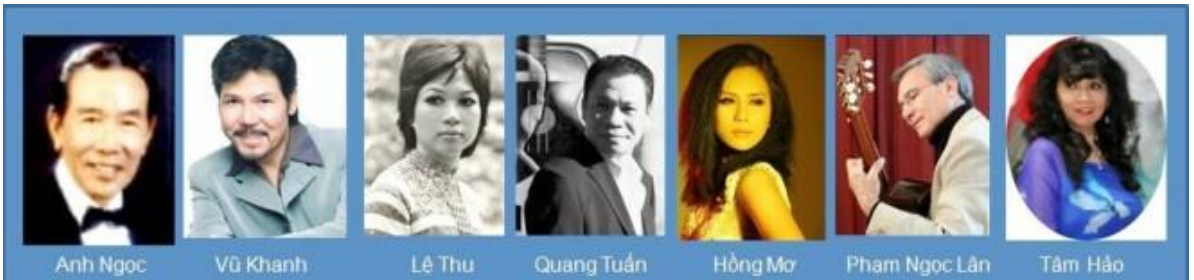 Anh Ngọc Vũ Khanh Lệ Thu Quang Tuấn Hồng Mơ Phạm Ngọc Lân Tâm Hảo